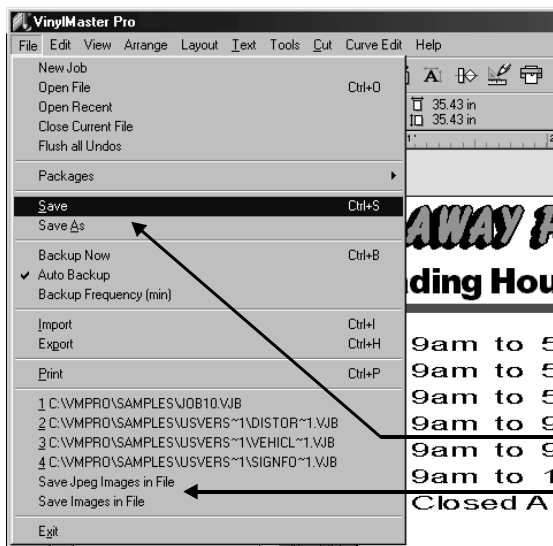 VinylMaster Pro
File Edit View Arrange Layout Text Tools Cut Curve Edit Help
New Job
Open File Ctrl+O
Open Recent
Close Current File
Flush all Undos
Packages
Save Ctrl+S
Save As
Backup Now Ctrl+B
Auto Backup
Backup Frequency (min)
Import Ctrl+I
Export Ctrl+H
Print Ctrl+P
1 C:\VMPRO\SAMPLES\JOB10.VJB
2 C:\VMPRO\SAMPLES\USVERS~1\DISTOR~1.VJB
3 C:\VMPRO\SAMPLES\USVERS~1\VEHICL~1.VJB
4 C:\VMPRO\SAMPLES\USVERS~1\SIGNFO~1.VJB
Save Jpeg Images in File
Save Images in File
Exit
35.43 in
35.43 in
AWAY
ding Hou
9am to 5
9am to 5
9am to 5
9am to 9
9am to 9
9am to 1
Closed A